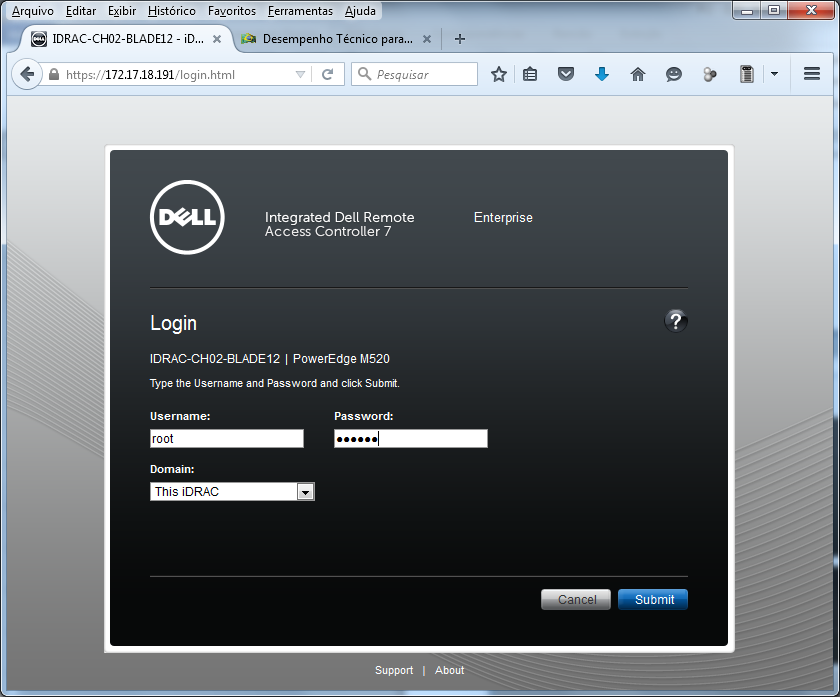 Arquivo Editar Exibir Histórico Favoritos Ferramentas Ajuda
IDRAC-CH02-BLADE12 - iD... Desempenho Técnico para...
https://172.17.18.191/login.html Pesquisar
DELL
Integrated Dell Remote Enterprise
Access Controller 7
Login ?
IDRAC-CH02-BLADE12 | PowerEdge M520
Type the Username and Password and click Submit.
Username: Password:
root ●●●●●●
Domain:
This iDRAC
Cancel Submit
Support | About